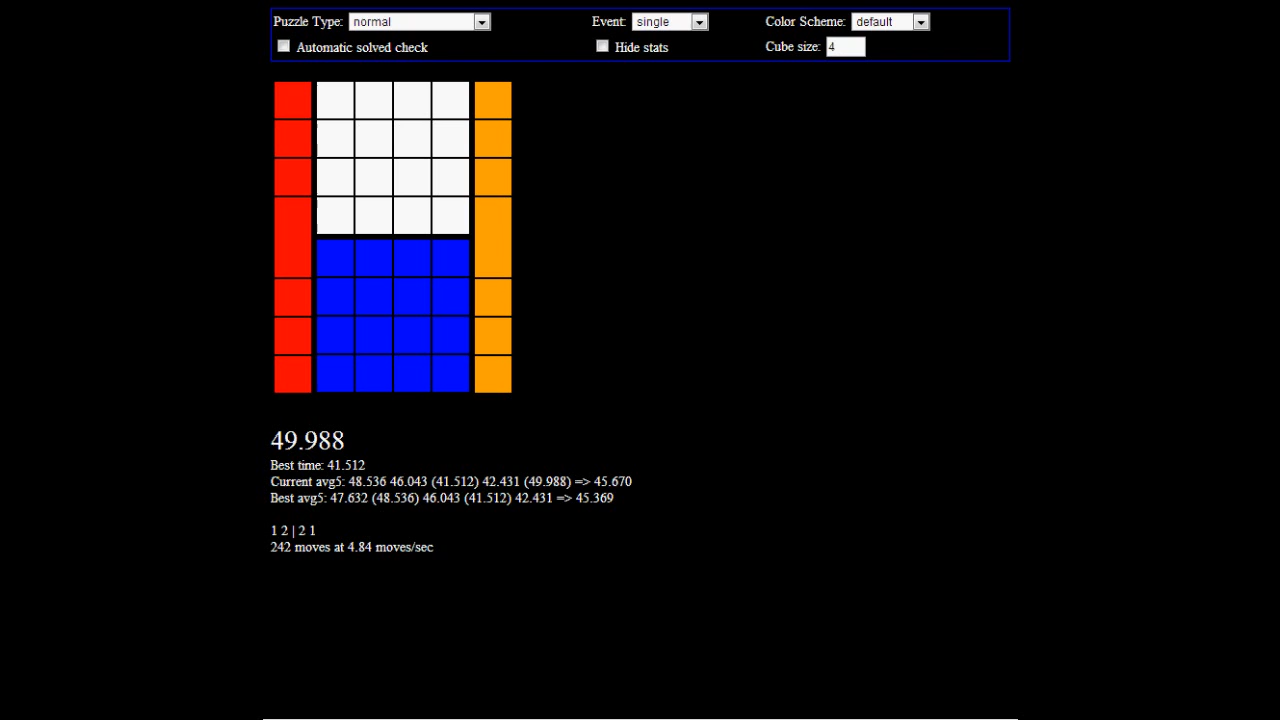 Puzzle Type: normal Event: single Color Scheme: default
Automatic solved check Hide stats Cube size: 4
49.988
Best time: 41.512
Current avg5: 48.536 46.043 (41.512) 42.431 (49.988) => 45.670
Best avg5: 47.632 (48.536) 46.043 (41.512) 42.431 => 45.369
1 2 | 2 1
242 moves at 4.84 moves/sec